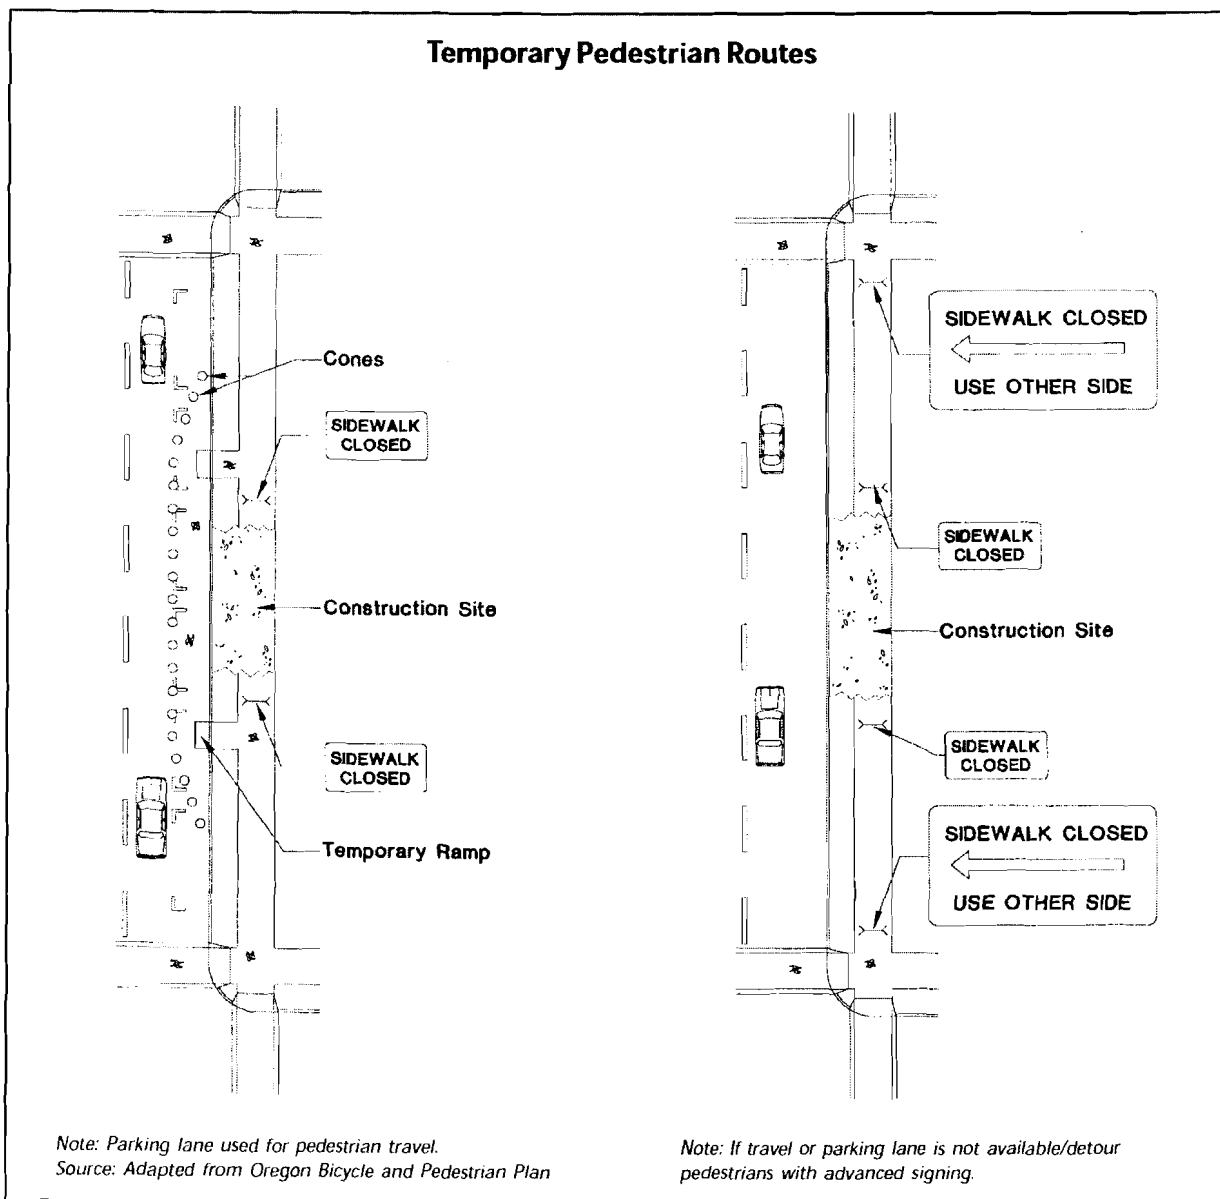 Temporary Pedestrian Routes
Cones
SIDEWALK
CLOSED
Construction Site
SIDEWALK
CLOSED
Temporary Ramp
Note: Parking lane used for pedestrian travel.
Source: Adapted from Oregon Bicycle and Pedestrian Plan
SIDEWALK CLOSED
USE OTHER SIDE
SIDEWALK
CLOSED
Construction Site
SIDEWALK
CLOSED
SIDEWALK CLOSED
USE OTHER SIDE
Note: If travel or parking lane is not available/detour
pedestrians with advanced signing.